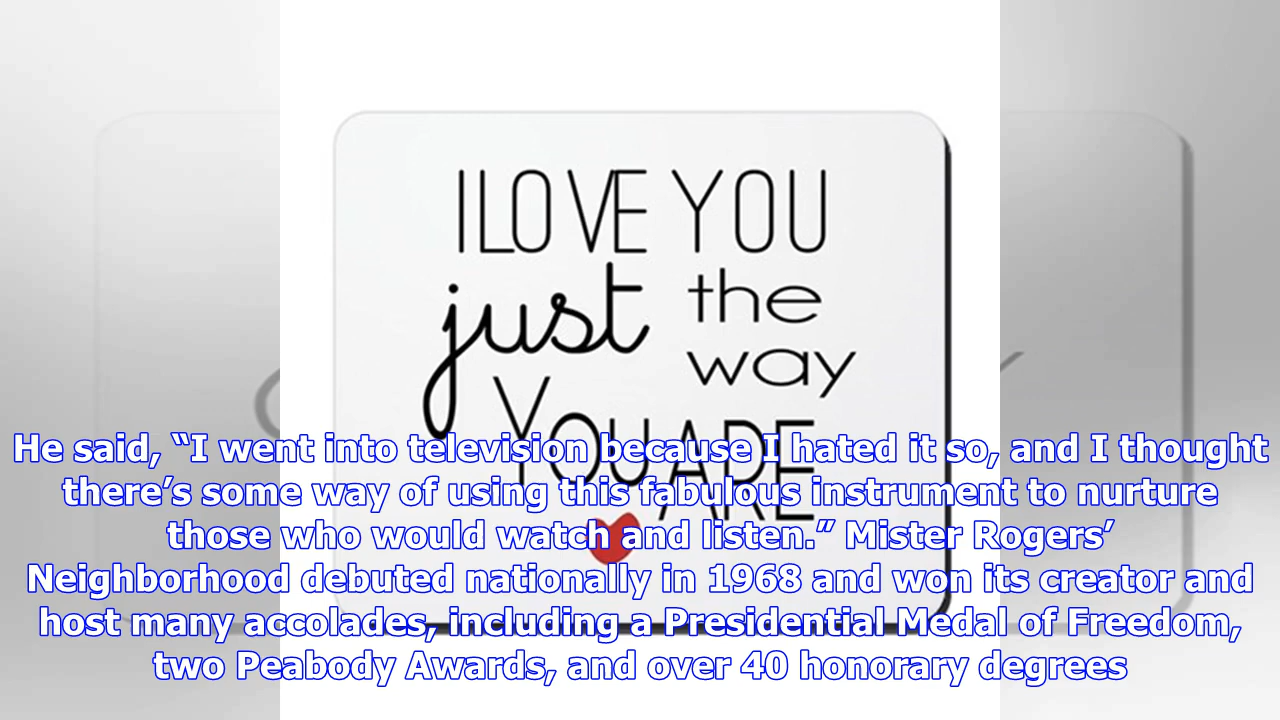 I LOVE YOU
just the
way
YOU ARE
He said, “I went into television because I hated it so, and I thought
there’s some way of using this fabulous instrument to nurture
those who would watch and listen.” Mister Rogers’
Neighborhood debuted nationally in 1968 and won its creator and
host many accolades, including a Presidential Medal of Freedom,
two Peabody Awards, and over 40 honorary degrees